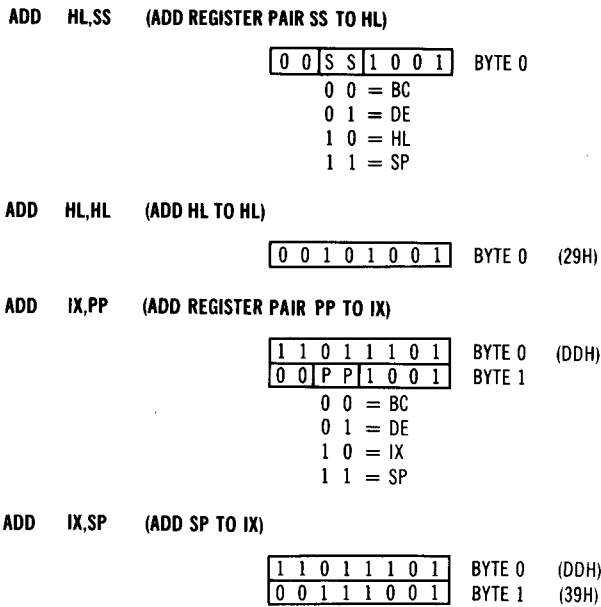 ADD HL,SS (ADD REGISTER PAIR SS TO HL)
0 0 S S 1 0 0 1 BYTE 0
0 0 = BC
0 1 = DE
1 0 = HL
1 1 = SP
ADD HL,HL (ADD HL TO HL)
0 0 1 0 1 0 0 1 BYTE 0 (29H)
ADD IX,PP (ADD REGISTER PAIR PP TO IX)
1 1 0 1 1 1 0 1 BYTE 0 (DDH)
0 0 P P 1 0 0 1 BYTE 1
0 0 = BC
0 1 = DE
1 0 = IX
1 1 = SP
ADD IX,SP (ADD SP TO IX)
1 1 0 1 1 1 0 1 BYTE 0 (DDH)
0 0 1 1 1 0 0 1 BYTE 1 (39H)